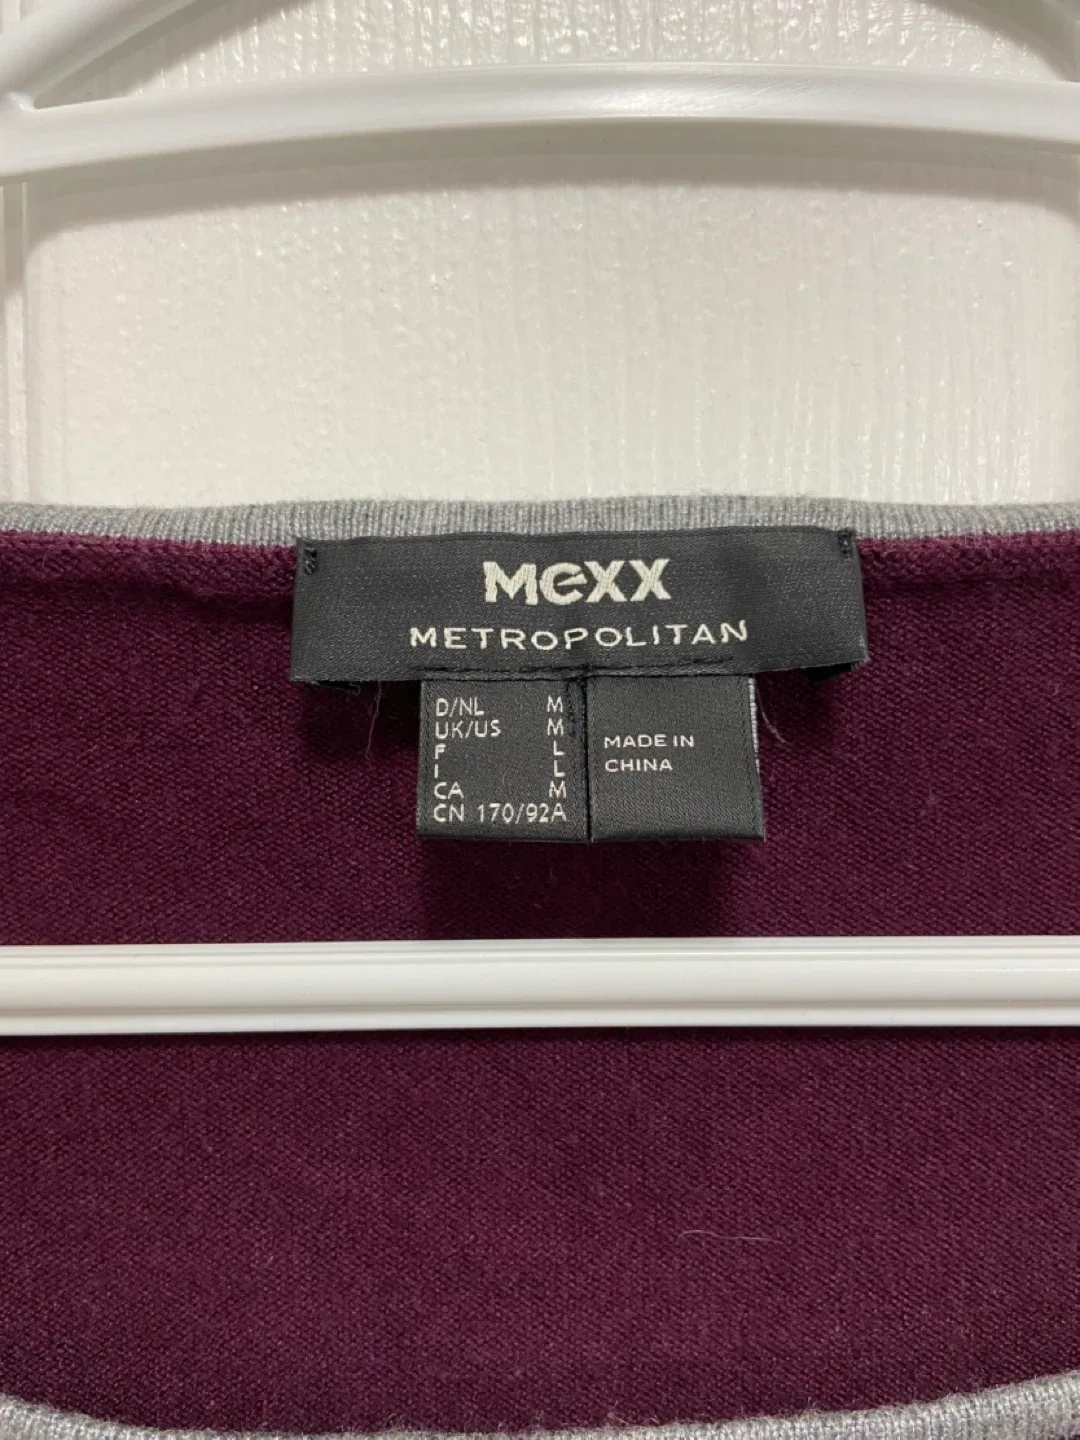 Mexx
METROPOLITAN
D/NL M
UK/US M
F L
I L
CA M
CN 170/92A
MADE IN
CHINA